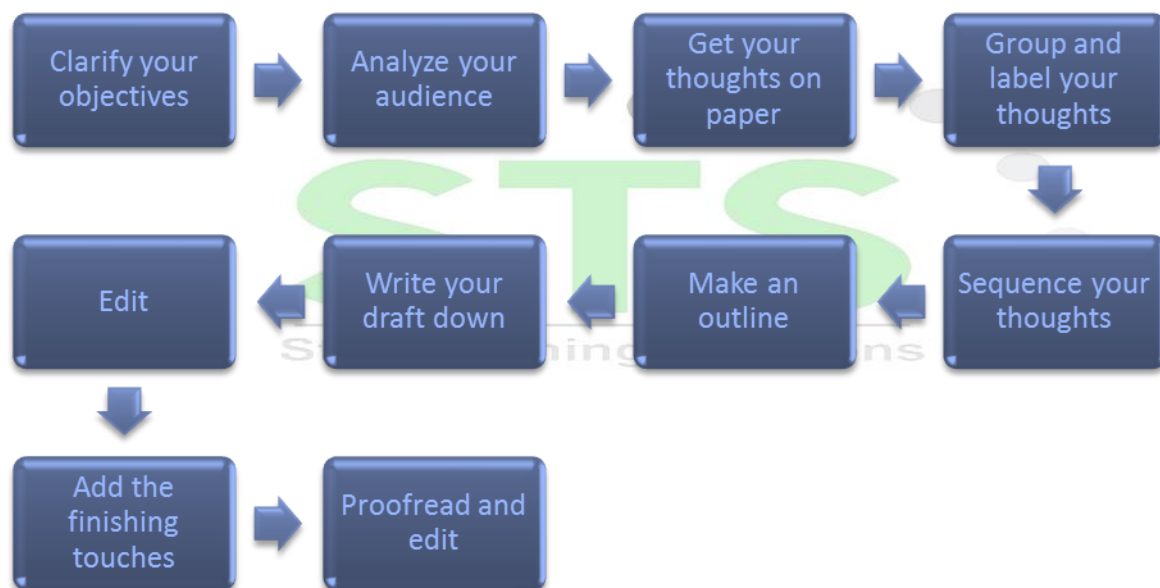 Clarify your
objectives
Analyze your
audience
Get your
thoughts on
paper
Group and
label your
thoughts
Sequence your
thoughts
Make an
outline
Write your
draft down
Edit
Add the
finishing
touches
Proofread and
edit
STS